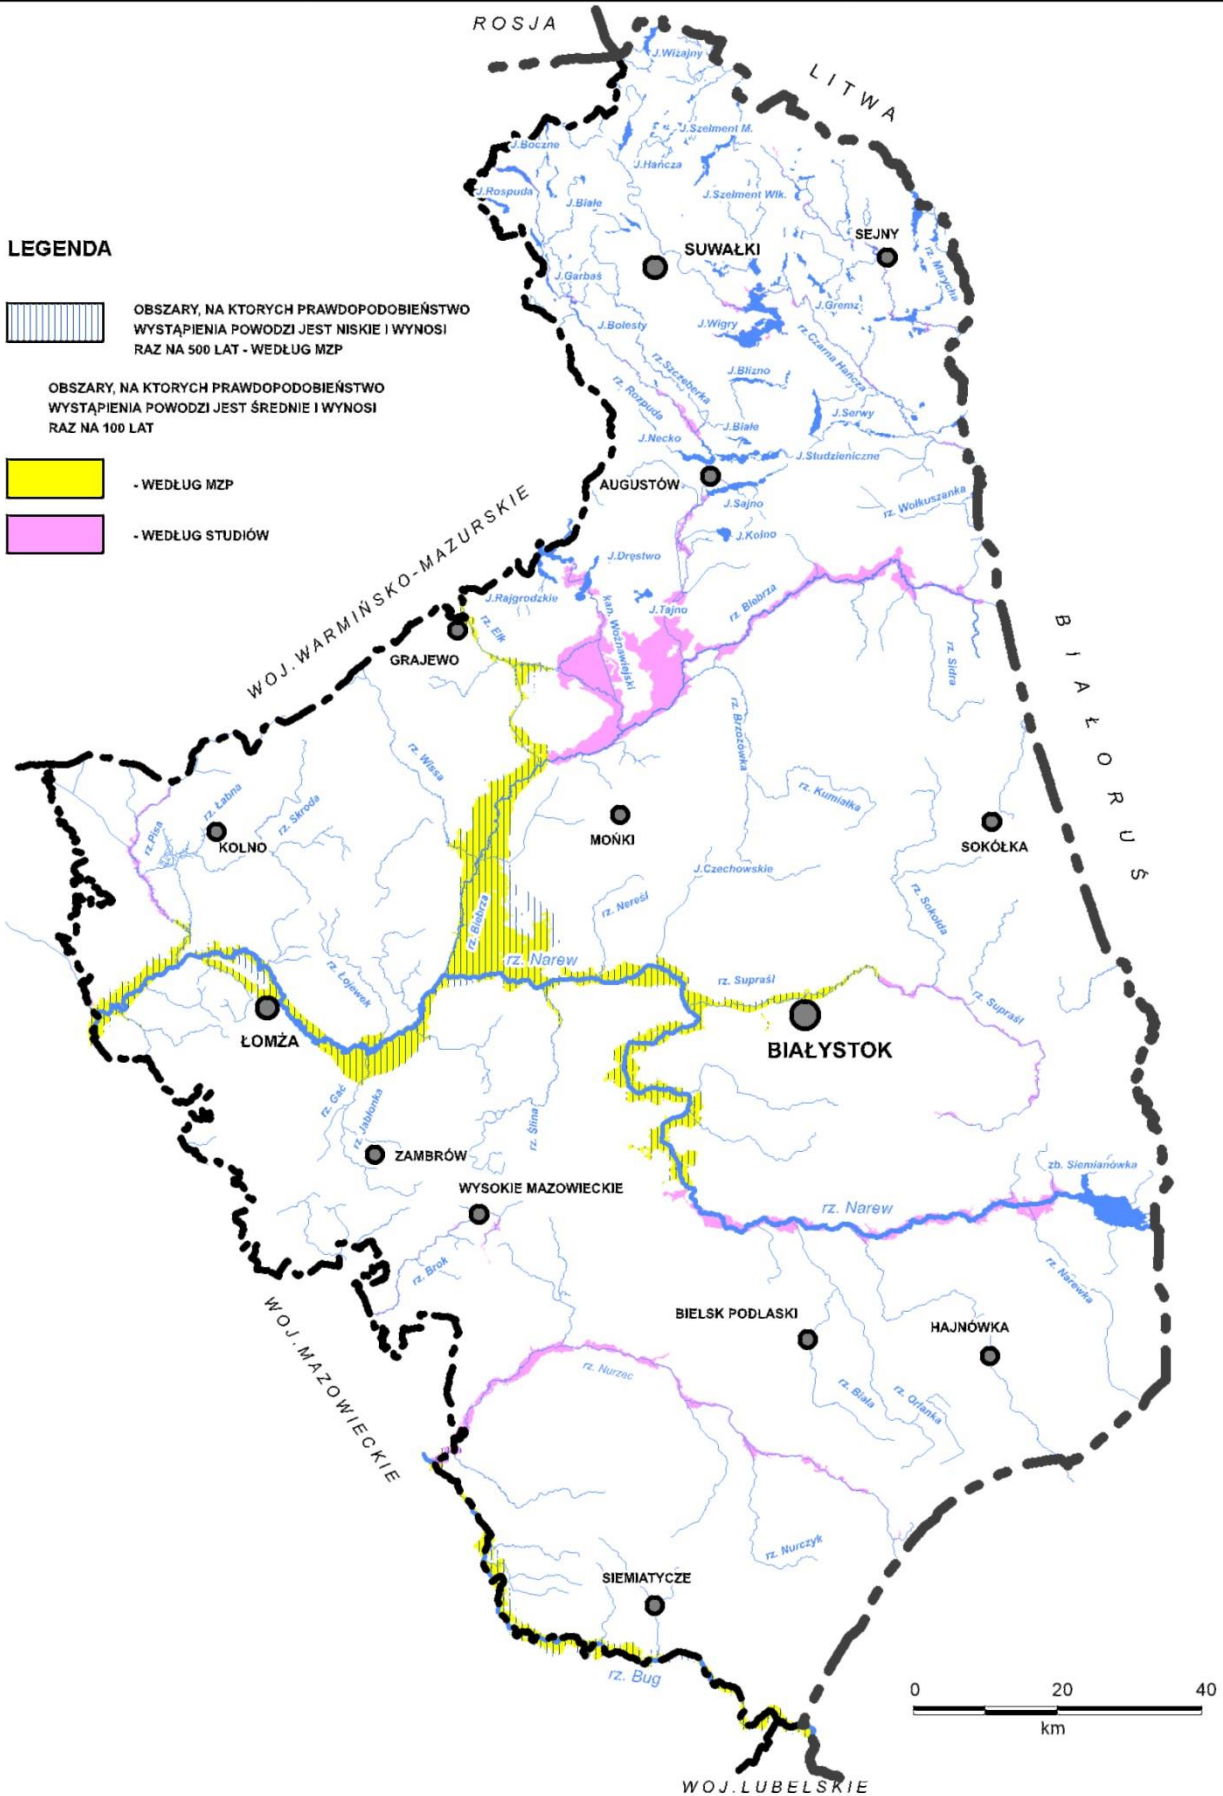 ROSJA
LITWA
J.Wiżajny
J.Szelment M.
J.Boczne
J.Hańcza
J.Rospuda
J.Szelment Wlk.
J.Białe
SEJNY
SUWAŁKI
rz. Marycha
LEGENDA
J.Garbaś
OBSZARY, NA KTORYCH PRAWDOPODOBIEŃSTWO
WYSTĄPIENIA POWODZI JEST NISKIE I WYNOSI
RAZ NA 500 LAT - WEDŁUG MZP
J.Gremz
J.Bolesty
J.Wigry
rz.Czarna Hańcza
rz.Szczeberka
J.Blizno
OBSZARY, NA KTORYCH PRAWDOPODOBIEŃSTWO
WYSTĄPIENIA POWODZI JEST ŚREDNIE I WYNOSI
RAZ NA 100 LAT
rz. Rozpuda
J.Serwy
J.Białe
J.Necko
J.Studzieniczne
- WEDŁUG MZP
AUGUSTÓW
J.Sajno
rz. Wołkuszanka
- WEDŁUG STUDIÓW
J.Kolno
WOJ.WARMIŃSKO-MAZURSKIE
J.Dręstwo
J.Rajgrodzkie
kan. Woźnawiejski
J.Tajno
rz. Biebrza
BIAŁORUŚ
rz. Ełk
GRAJEWO
rz. Sidra
rz. Brzozówka
rz. Wissa
rz. Łabna
rz. Skroda
rz. Kumiałka
rz.Pisa
KOLNO
MOŃKI
SOKÓŁKA
J.Czechowskie
rz. Nereśl
rz. Sokołda
rz. Biebrza
rz. Narew
rz. Łojewek
rz. Supraśl
rz. Supraśl
ŁOMŻA
BIAŁYSTOK
rz. Gać
rz. Jabłonka
rz. Ślina
ZAMBRÓW
zb. Siemianówka
WYSOKIE MAZOWIECKIE
rz. Narew
rz. Brok
rz. Narewka
WOJ.MAZOWIECKIE
BIELSK PODLASKI
HAJNÓWKA
rz. Nurzec
rz. Biała
rz. Orlanka
rz. Nurczyk
SIEMIATYCZE
rz. Bug
0 20 40
km
WOJ.LUBELSKIE